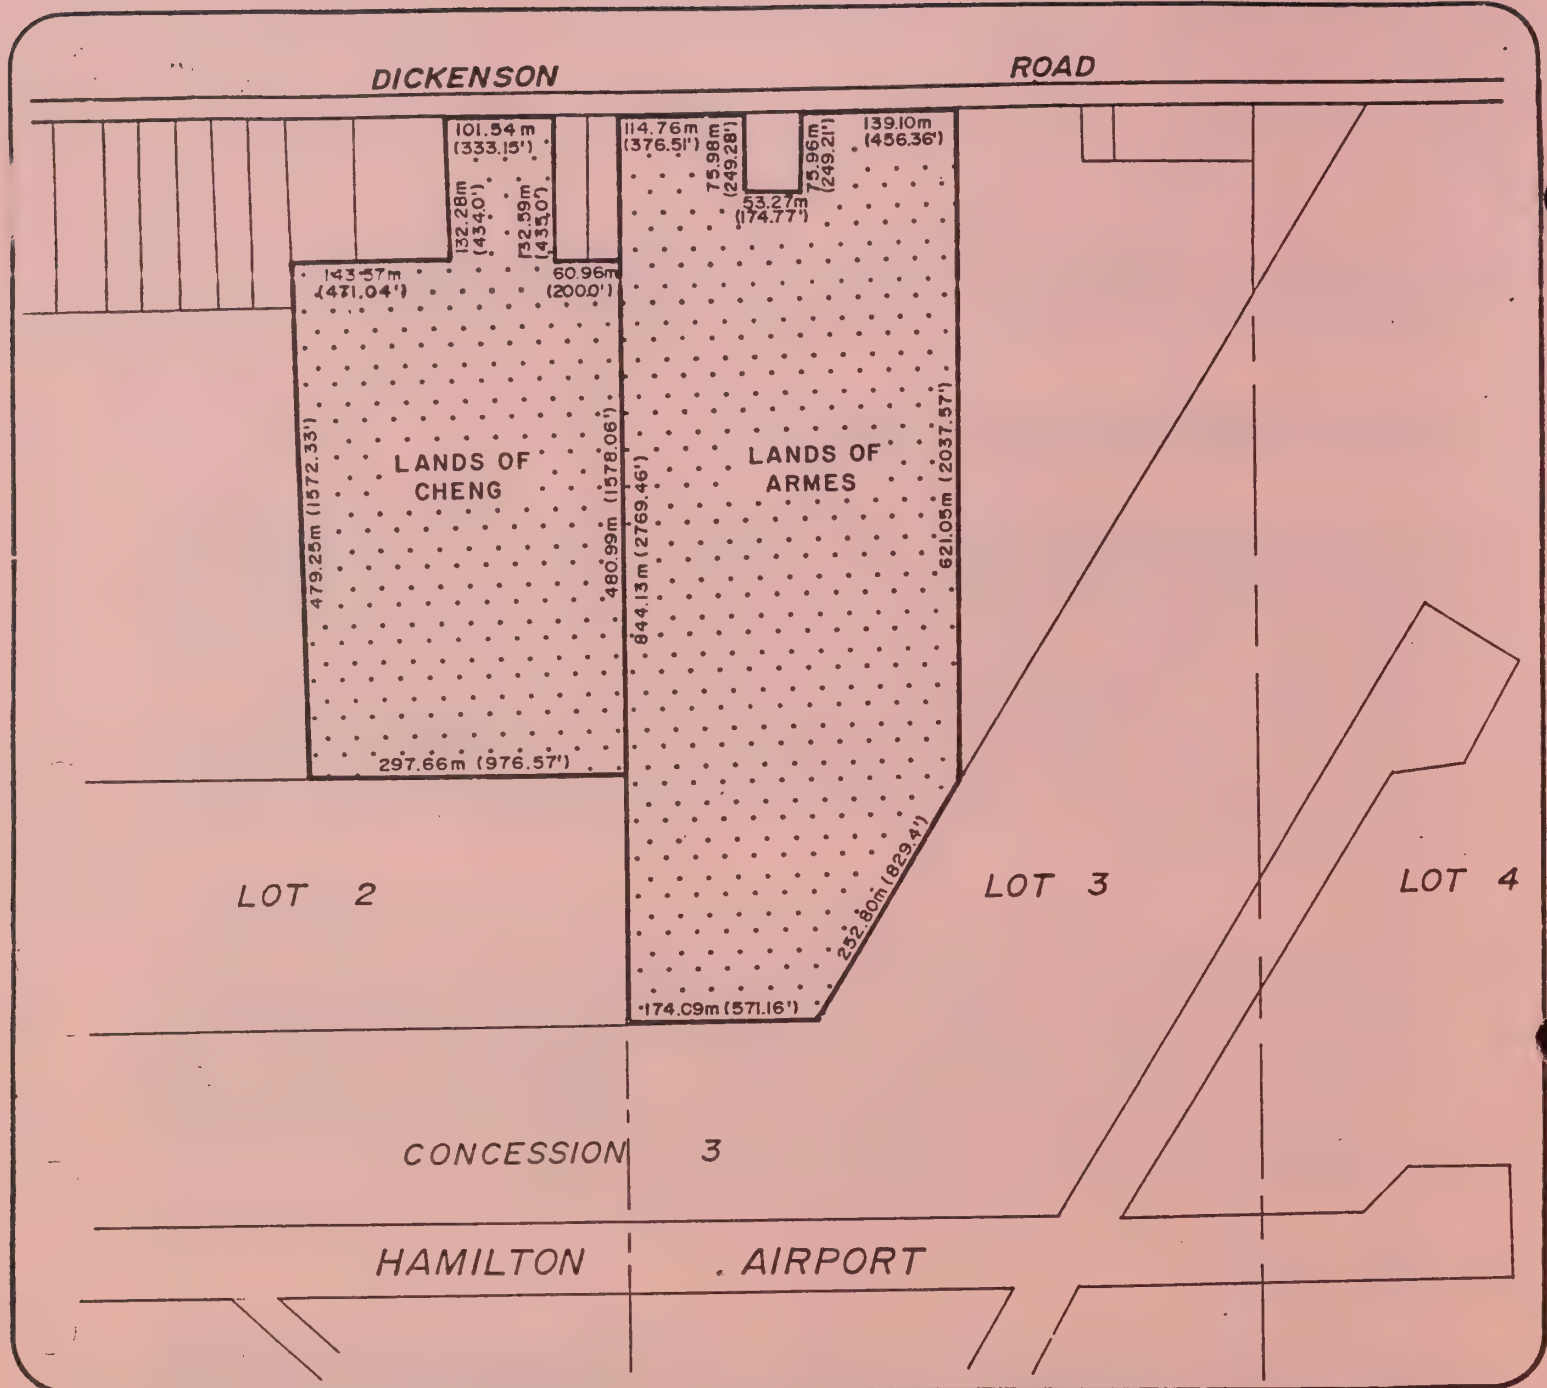 DICKENSON ROAD
101.54 m
(333.15')
114.76m
(376.51')
75.98m
(249.28')
75.96m
(249.21')
139.10m
(456.36')
53.27m
(174.77')
132.28m
(434.0')
132.59m
(435.0')
143.57m
(471.04')
60.96m
(200.0')
LANDS OF
CHENG
LANDS OF
ARMES
479.25m (1572.33')
480.99m (1578.06')
844.13m (2769.46')
621.05m (2037.57')
297.66m (976.57')
252.80m (829.4')
174.09m (571.16')
LOT 2
LOT 3
LOT 4
CONCESSION 3
HAMILTON AIRPORT